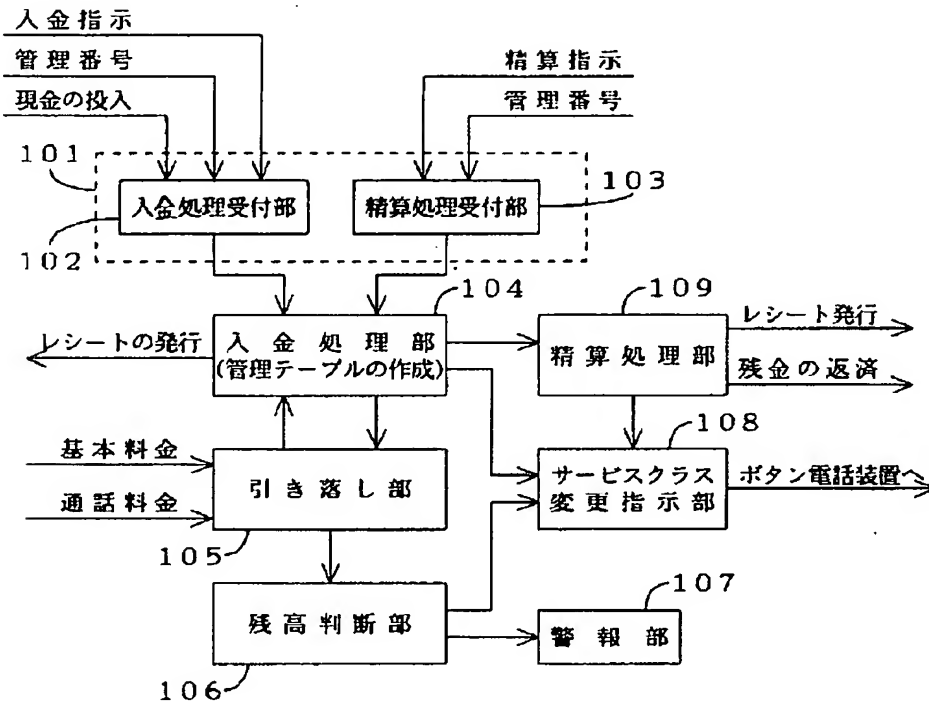 入金指示
管理番号
現金の投入
精算指示
管理番号
101
入金処理受付部
精算処理受付部
103
102
104
109
レシートの発行
入金処理部
(管理テーブルの作成)
精算処理部
レシート発行
残金の返済
108
基本料金
通話料金
引き落し部
サービスクラス
変更指示部
ボタン電話装置へ
105
107
残高判断部
警報部
106